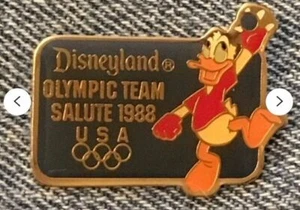 Disneyland®
OLYMPIC TEAM
SALUTE 1988
USA